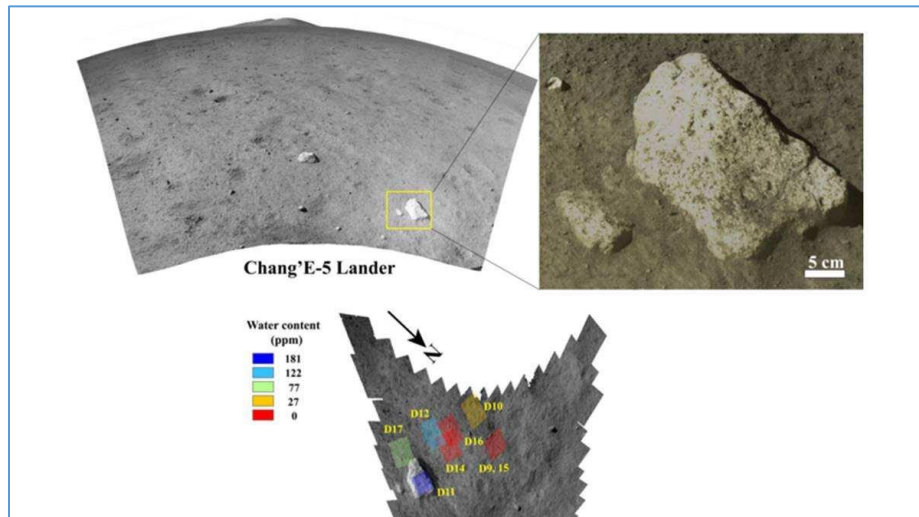 Chang'E-5 Lander
5 cm
Water content
(ppm)
181
122
77
27
0
N
D10
D12
D17
D16
D14
D9, 15
D11